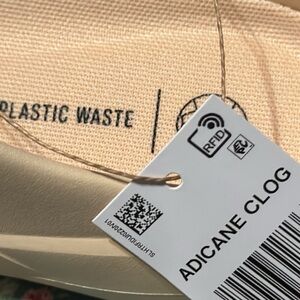 PLASTIC WASTE
RFID
ADICANE CLOG